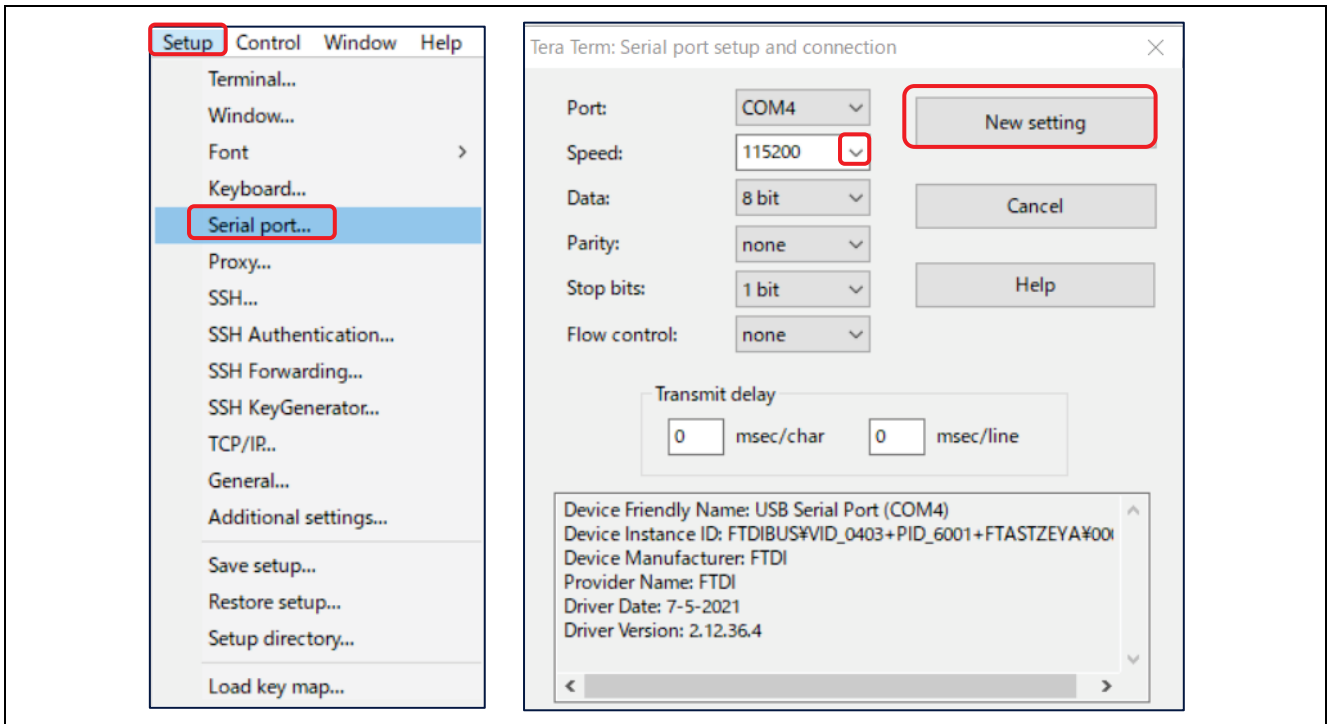 Setup Control Window Help
Terminal...
Window...
Font
Keyboard...
Serial port...
Proxy...
SSH...
SSH Authentication...
SSH Forwarding...
SSH KeyGenerator...
TCP/IP...
General...
Additional settings...
Save setup...
Restore setup...
Setup directory...
Load key map...
Tera Term: Serial port setup and connection
Port: COM4
New setting
Speed: 115200
Data: 8 bit
Cancel
Parity: none
Stop bits: 1 bit
Help
Flow control: none
Transmit delay
0 msec/char 0 msec/line
Device Friendly Name: USB Serial Port (COM4)
Device Instance ID: FTDIBUS¥VID_0403+PID_6001+FTASTZEYA¥000
Device Manufacturer: FTDI
Provider Name: FTDI
Driver Date: 7-5-2021
Driver Version: 2.12.36.4